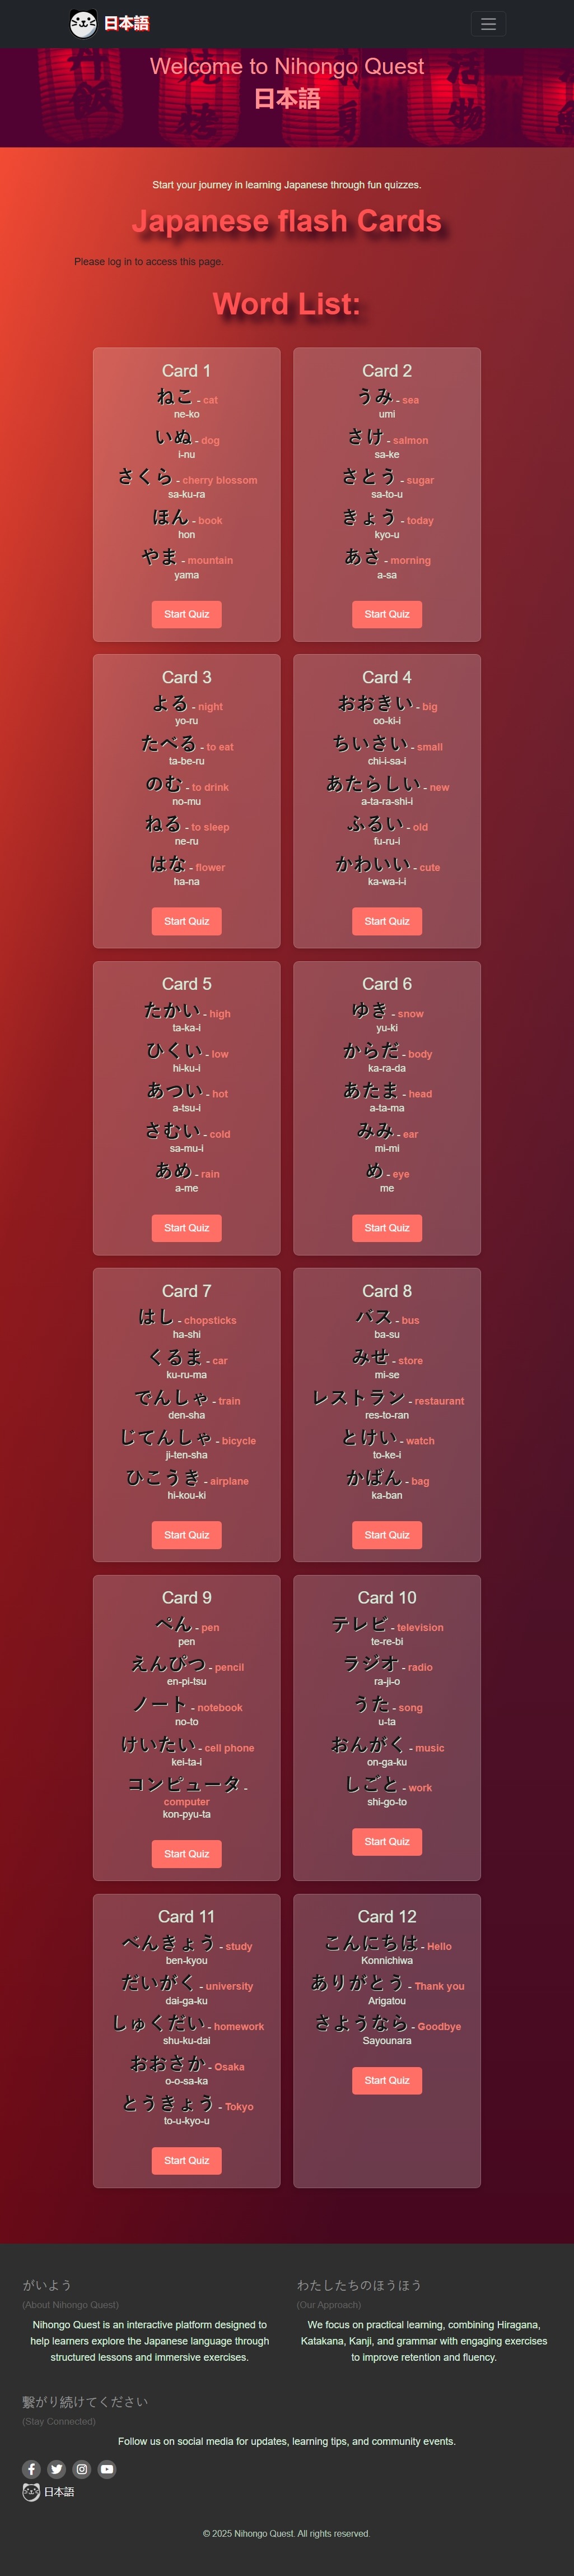 日本語
Welcome to Nihongo Quest
日本語
Start your journey in learning Japanese through fun quizzes.
Japanese flash Cards
Please log in to access this page.
Word List:
Card 1
ねこ - cat
ne-ko
いぬ - dog
i-nu
さくら - cherry blossom
sa-ku-ra
ほん - book
hon
やま - mountain
yama
Start Quiz
Card 2
うみ - sea
umi
さけ - salmon
sa-ke
さとう - sugar
sa-to-u
きょう - today
kyo-u
あさ - morning
a-sa
Start Quiz
Card 3
よる - night
yo-ru
たべる - to eat
ta-be-ru
のむ - to drink
no-mu
ねる - to sleep
ne-ru
はな - flower
ha-na
Start Quiz
Card 4
おおきい - big
oo-ki-i
ちいさい - small
chi-i-sa-i
あたらしい - new
a-ta-ra-shi-i
ふるい - old
fu-ru-i
かわいい - cute
ka-wa-i-i
Start Quiz
Card 5
たかい - high
ta-ka-i
ひくい - low
hi-ku-i
あつい - hot
a-tsu-i
さむい - cold
sa-mu-i
あめ - rain
a-me
Start Quiz
Card 6
ゆき - snow
yu-ki
からだ - body
ka-ra-da
あたま - head
a-ta-ma
みみ - ear
mi-mi
め - eye
me
Start Quiz
Card 7
はし - chopsticks
ha-shi
くるま - car
ku-ru-ma
でんしゃ - train
den-sha
じてんしゃ - bicycle
ji-ten-sha
ひこうき - airplane
hi-kou-ki
Start Quiz
Card 8
バス - bus
ba-su
みせ - store
mi-se
レストラン - restaurant
res-to-ran
とけい - watch
to-ke-i
かばん - bag
ka-ban
Start Quiz
Card 9
ぺん - pen
pen
えんぴつ - pencil
en-pi-tsu
ノート - notebook
no-to
けいたい - cell phone
kei-ta-i
コンピュータ -
computer
kon-pyu-ta
Start Quiz
Card 10
テレビ - television
te-re-bi
ラジオ - radio
ra-ji-o
うた - song
u-ta
おんがく - music
on-ga-ku
しごと - work
shi-go-to
Start Quiz
Card 11
べんきょう - study
ben-kyou
だいがく - university
dai-ga-ku
しゅくだい - homework
shu-ku-dai
おおさか - Osaka
o-o-sa-ka
とうきょう - Tokyo
to-u-kyo-u
Start Quiz
Card 12
こんにちは - Hello
Konnichiwa
ありがとう - Thank you
Arigatou
さようなら - Goodbye
Sayounara
Start Quiz
がいよう
(About Nihongo Quest)
Nihongo Quest is an interactive platform designed to
help learners explore the Japanese language through
structured lessons and immersive exercises.
わたしたちのほうほう
(Our Approach)
We focus on practical learning, combining Hiragana,
Katakana, Kanji, and grammar with engaging exercises
to improve retention and fluency.
繋がり続けてください
(Stay Connected)
Follow us on social media for updates, learning tips, and community events.
日本語
© 2025 Nihongo Quest. All rights reserved.